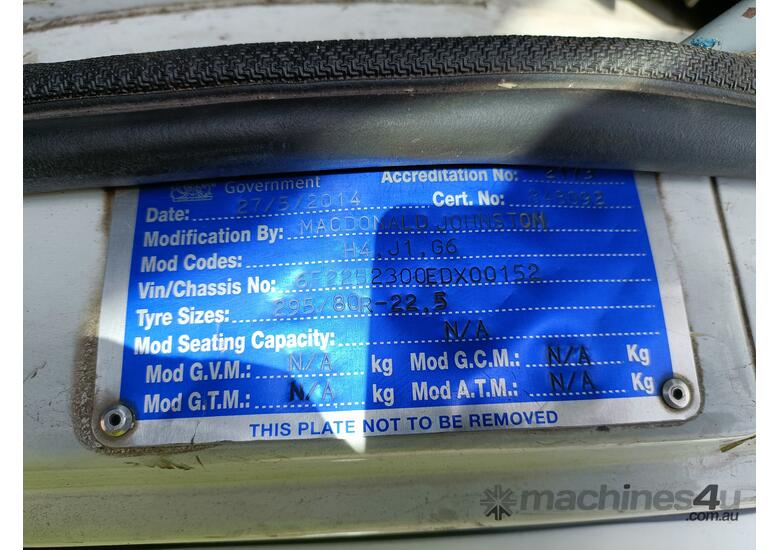 Government
Accreditation No:
Date: 27/5/2014 Cert. No:
Modification By: MACDONALD JOHNSTON
Mod Codes: H4, J1, G6
Vin/Chassis No: 6F22H2300EDX00152
Tyre Sizes: 295/80R-22.5
Mod Seating Capacity: N/A
Mod G.V.M: N/A kg Mod G.C.M: N/A Kg
Mod G.T.M: N/A kg Mod A.T.M: N/A Kg
THIS PLATE NOT TO BE REMOVED
machines4u
.com.au